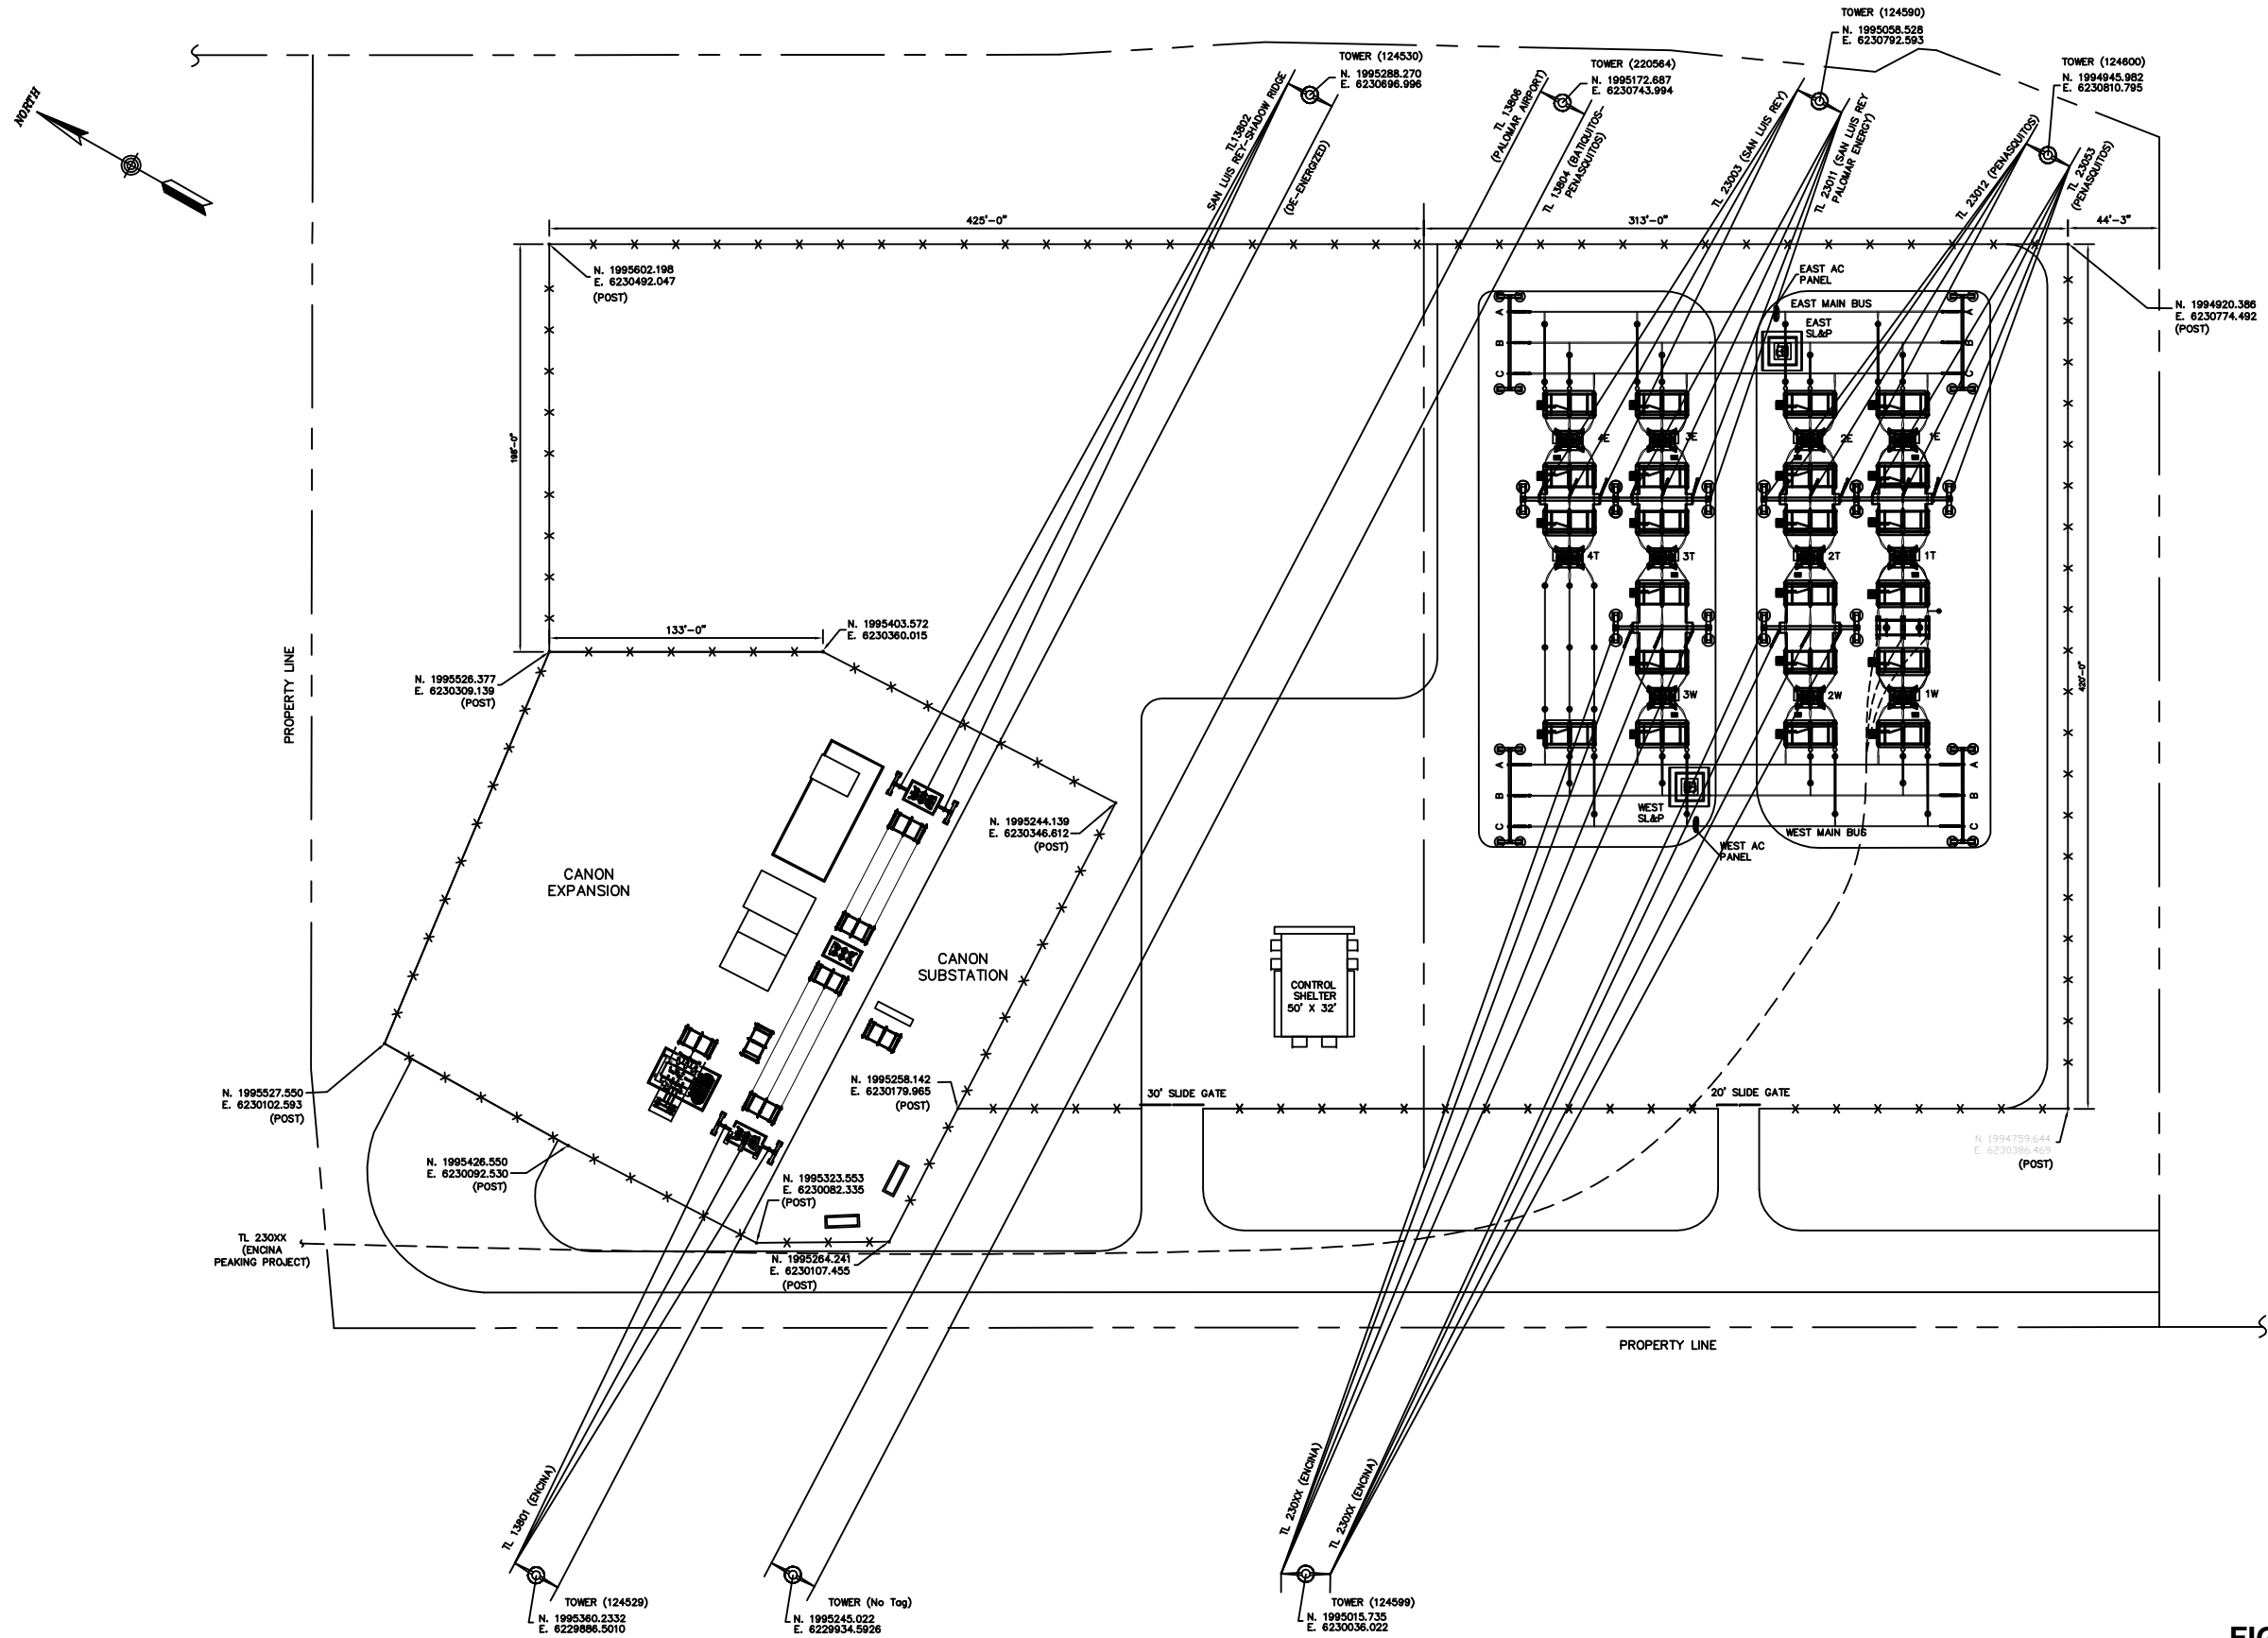 TOWER (124590)
N. 1995058.528
E. 6230792.593
TOWER (124530)
N. 1995288.270
E. 6230696.996
TOWER (220564)
N. 1995172.687
E. 6230743.994
TOWER (124600)
N. 1994945.982
E. 6230810.795
NORTH
TL13802
SAN LUIS REY-SHADOW RIDGE
(DE-ENERGIZED)
TL 13806
(PALOMAR AIRPORT)
TL 13804 (BATIQUITOS-
PENASQUITOS)
TL 23003 (SAN LUIS REY)
TL 23011 (SAN LUIS REY
PALOMAR ENERGY)
TL 23012 (PENASQUITOS)
TL 23053
(PENASQUITOS)
425'-0"
313'-0"
44'-3"
N. 1995602.198
E. 6230492.047
(POST)
EAST AC
PANEL
EAST MAIN BUS
EAST
SL&P
A
B
C
A
B
C
N. 1994920.386
E. 6230774.492
(POST)
198'-0"
4E
3E
2E
1E
4T
3T
2T
1T
133'-0"
N. 1995403.572
E. 6230360.015
PROPERTY LINE
N. 1995526.377
E. 6230309.139
(POST)
420'-0"
3W
2W
1W
A
B
C
A
B
C
WEST
SL&P
WEST MAIN BUS
WEST AC
PANEL
N. 1995244.139
E. 6230346.612
(POST)
CANON
EXPANSION
CANON
SUBSTATION
CONTROL
SHELTER
50' X 32'
N. 1995527.550
E. 6230102.593
(POST)
N. 1995258.142
E. 6230179.965
(POST)
30' SLIDE GATE
20' SLIDE GATE
N 1994759.644
E. 6230386.469
(POST)
N. 1995426.550
E. 6230092.530
(POST)
N. 1995323.553
E. 6230082.335
(POST)
TL 230XX
(ENCINA
PEAKING PROJECT)
N. 1995264.241
E. 6230107.455
(POST)
PROPERTY LINE
TL 13801 (ENCINA)
TL 230XX (ENCINA)
TL 230XX (ENCINA)
TOWER (124529)
N. 1995360.2332
E. 6229886.5010
TOWER (No Tag)
N. 1995245.022
E. 6229934.5926
TOWER (124599)
N. 1995015.735
E. 6230036.022